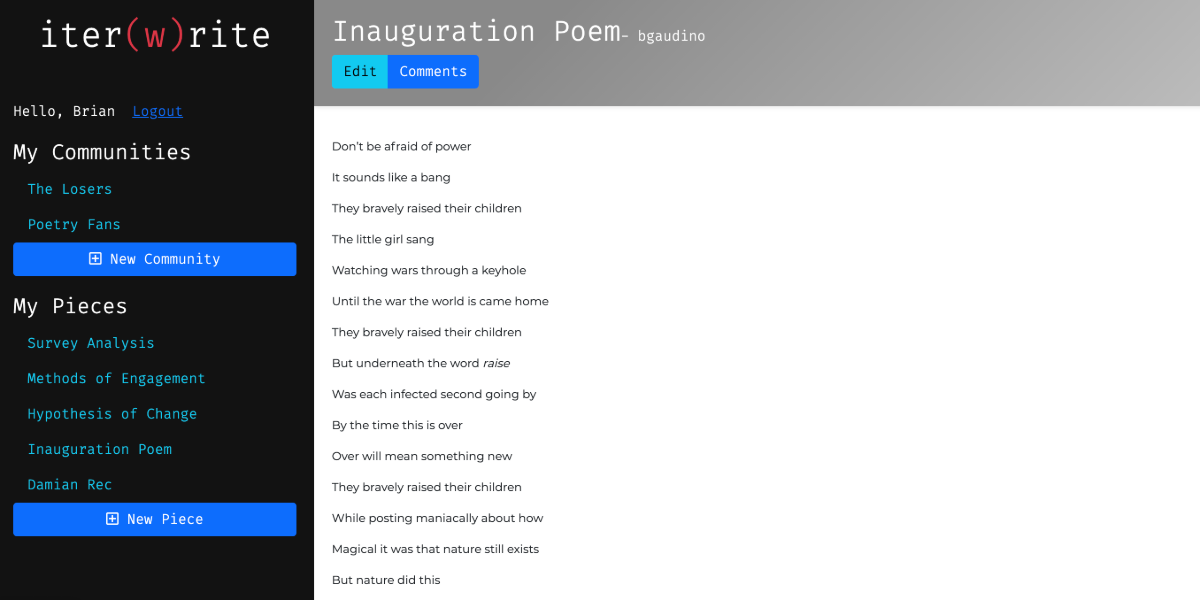 iter(w)rite
Hello, Brian Logout
My Communities
The Losers
Poetry Fans
New Community
My Pieces
Survey Analysis
Methods of Engagement
Hypothesis of Change
Inauguration Poem
Damian Rec
New Piece
Inauguration Poem- bgaudino
Edit Comments
Don't be afraid of power
It sounds like a bang
They bravely raised their children
The little girl sang
Watching wars through a keyhole
Until the war the world is came home
They bravely raised their children
But underneath the word raise
Was each infected second going by
By the time this is over
Over will mean something new
They bravely raised their children
While posting maniacally about how
Magical it was that nature still exists
But nature did this